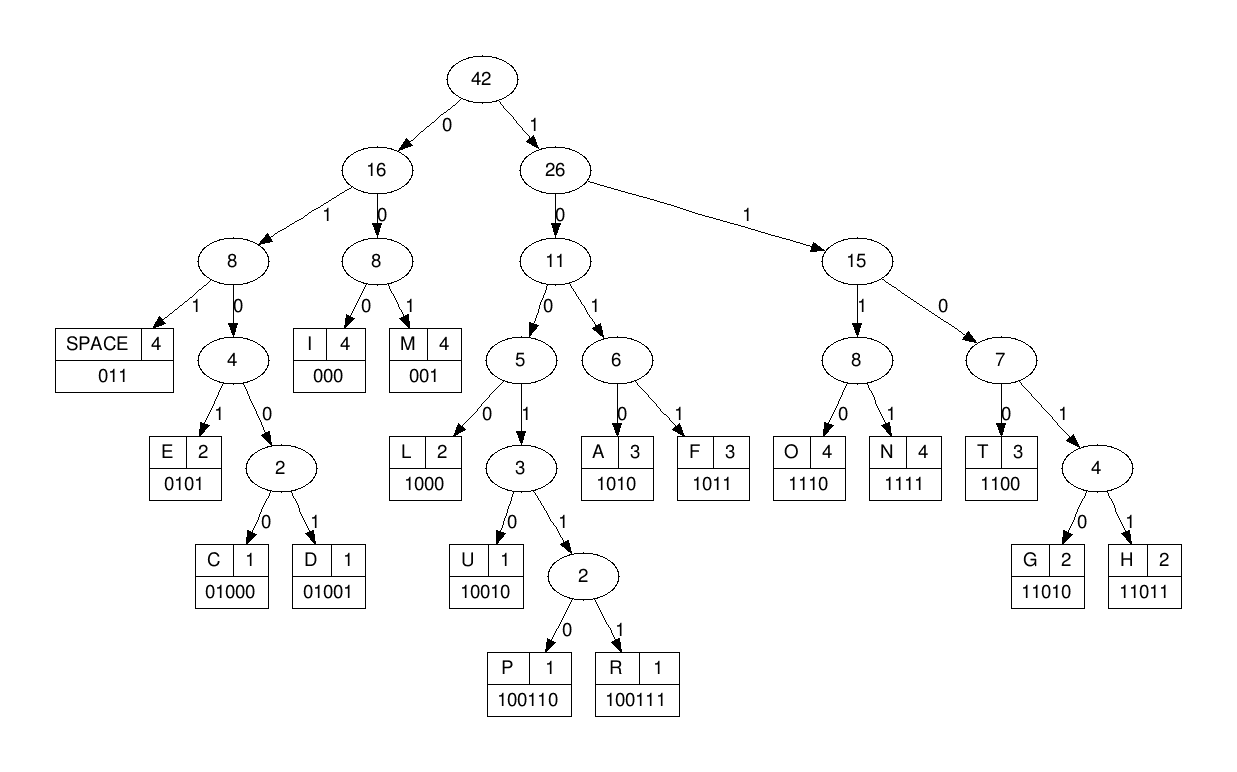 42
0 1
16 26
1 0 0 1
8 8 11 15
1 0 0 1 0 1 1 0
SPACE 4 4 I 4 M 4 5 6 8 7
011 000 001
1 0 0 1 0 1 0 1 0 1
E 2 2 L 2 3 A 3 F 3 O 4 N 4 T 3 4
0101 1000 1010 1011 1110 1111 1100
0 1 0 1 0 1
C 1 D 1 U 1 2 G 2 H 2
01000 01001 10010 11010 11011
0 1
P 1 R 1
100110 100111